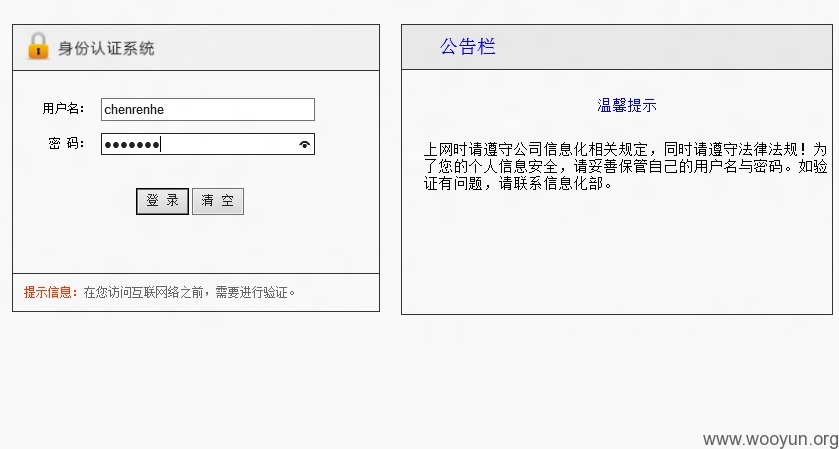 身份认证系统
用户名：
chenrenhe
密 码：
●●●●●●●
登 录
清 空
提示信息：在您访问互联网络之前，需要进行验证。
公告栏
温馨提示
上网时请遵守公司信息化相关规定，同时请遵守法律法规！为
了您的个人信息安全，请妥善保管自己的用户名与密码。如验
证有问题，请联系信息化部。
www.wooyun.org